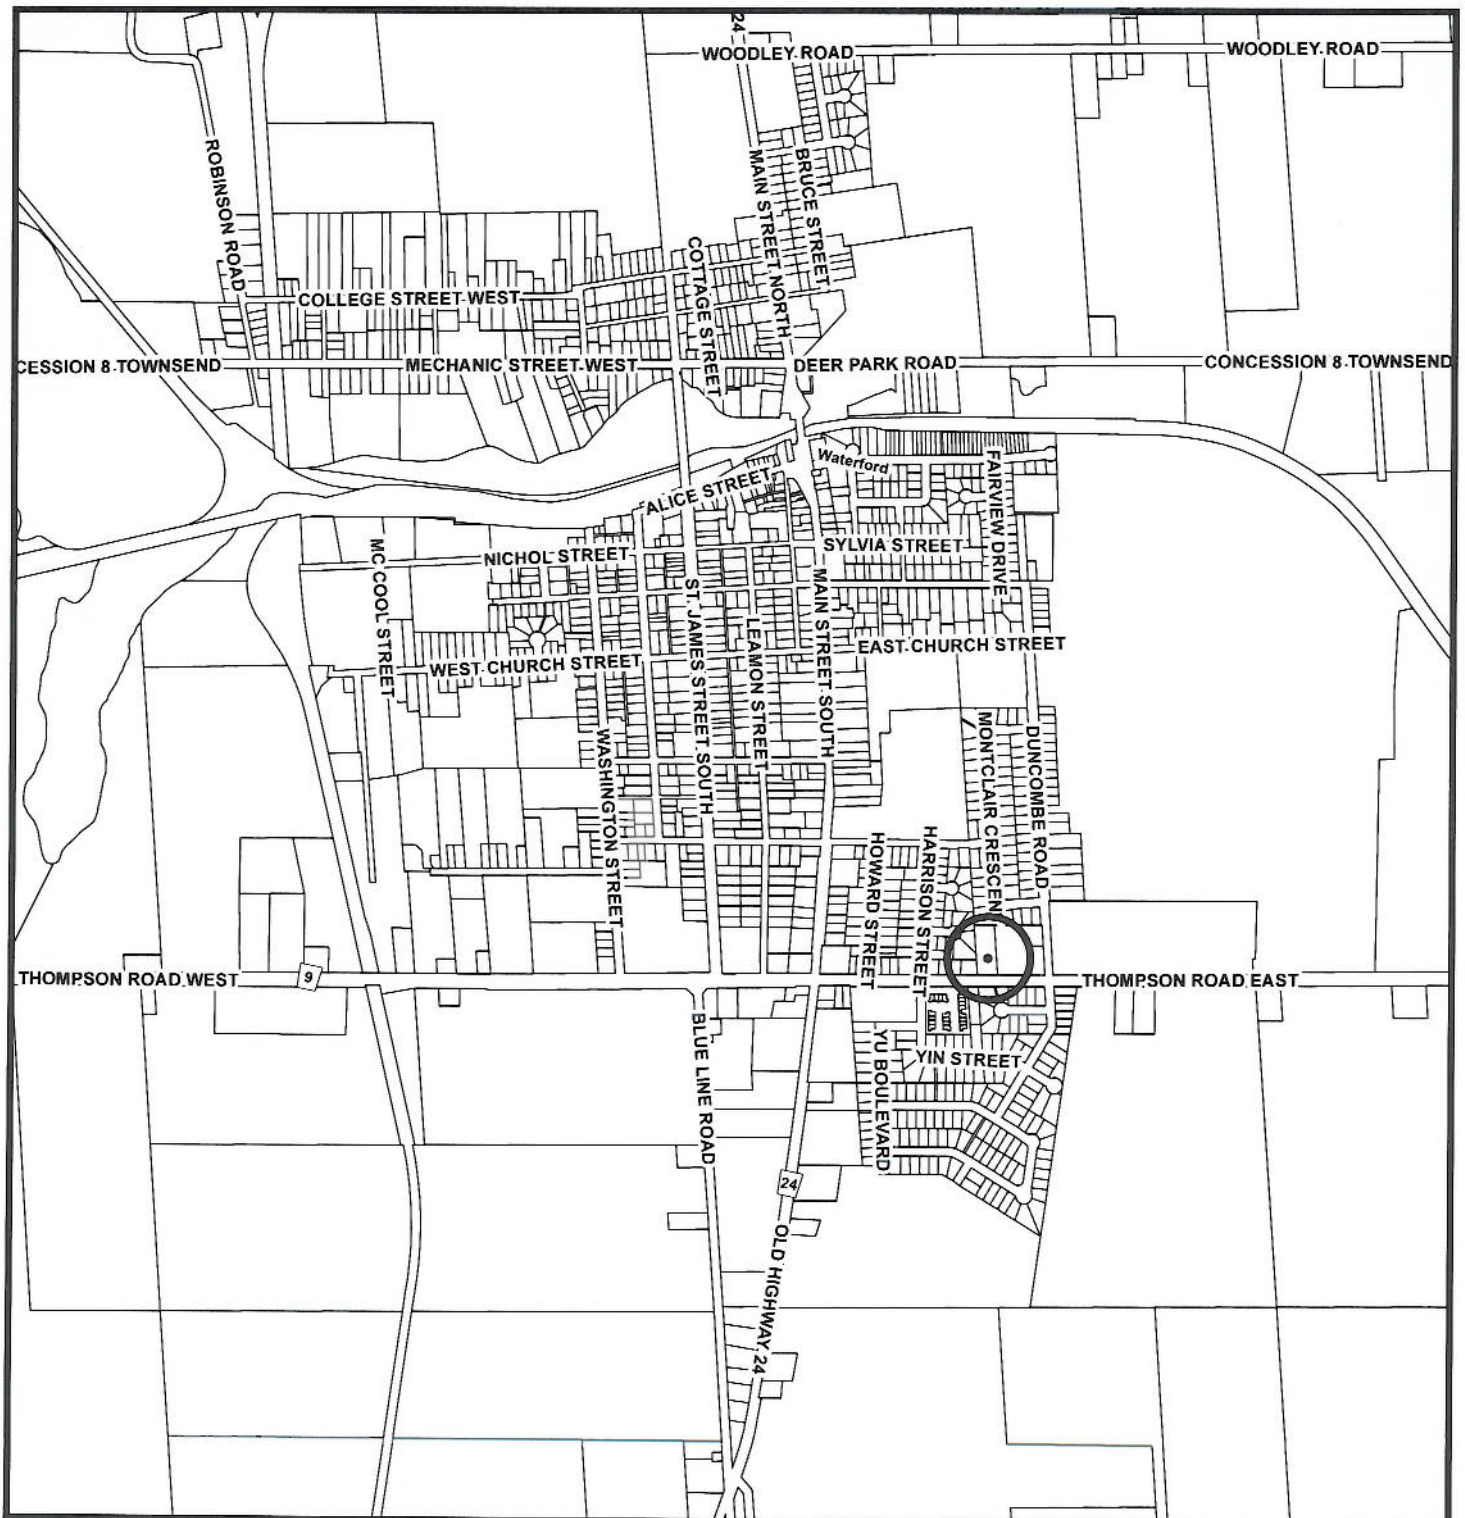 24
WOODLEY ROAD
WOODLEY ROAD
ROBINSON ROAD
MAIN STREET NORTH
BRUCE STREET
COTTAGE STREET
COLLEGE STREET WEST
CESSION 8 TOWNSEND
MECHANIC STREET WEST
DEER PARK ROAD
CONCESSION 8 TOWNSEND
Waterford
FAIRVIEW DRIVE
ALICE STREET
MC COOL STREET
NICHOL STREET
SYLVIA STREET
ST. JAMES STREET SOUTH
MAIN STREET SOUTH
LEAMON STREET
EAST CHURCH STREET
WEST CHURCH STREET
WASHINGTON STREET
MONTCLAIR CRESCEN
DUNCOMBE ROAD
HOWARD STREET
HARRISON STREET
THOMPSON ROAD WEST
9
THOMPSON ROAD EAST
BLUE LINE ROAD
YU BOULEVARD
YIN STREET
24
OLD HIGHWAY 24